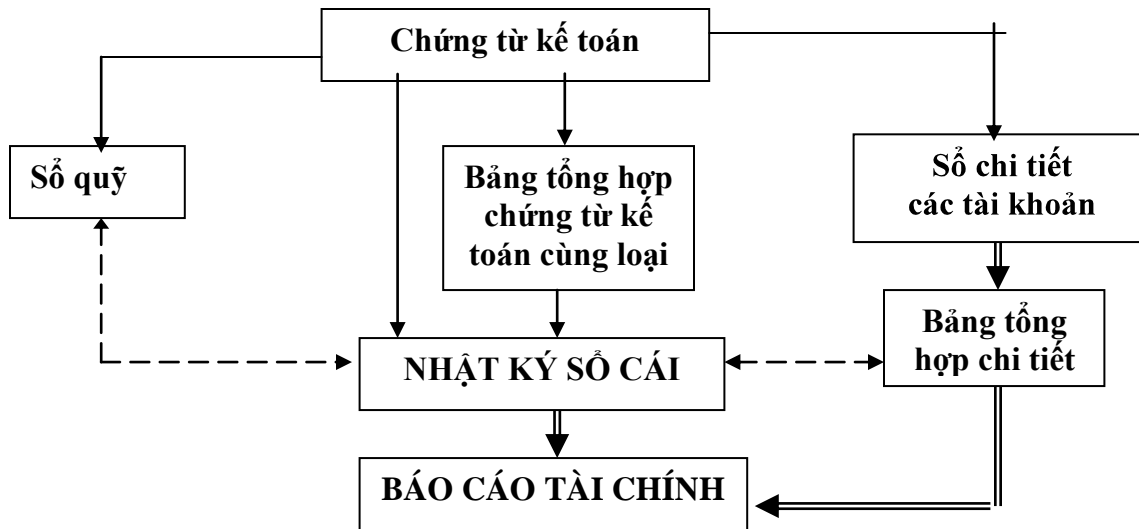 Chứng từ kế toán
Sổ quỹ
Bảng tổng hợp
chứng từ kế
toán cùng loại
Sổ chi tiết
các tài khoản
Bảng tổng
hợp chi tiết
NHẬT KÝ SỔ CÁI
BÁO CÁO TÀI CHÍNH